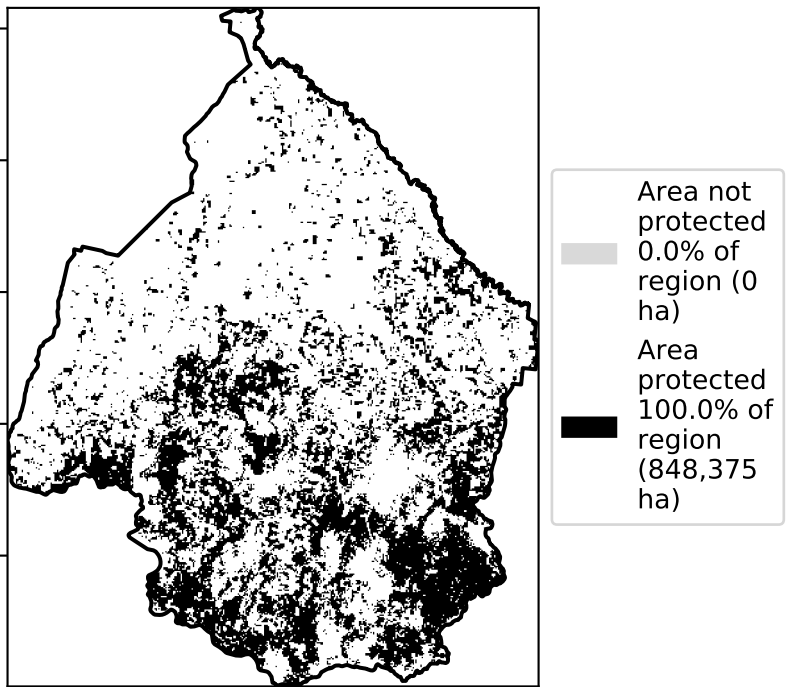 Area not
protected
0.0% of
region (0
ha)
Area
protected
100.0% of
region
(848,375
ha)